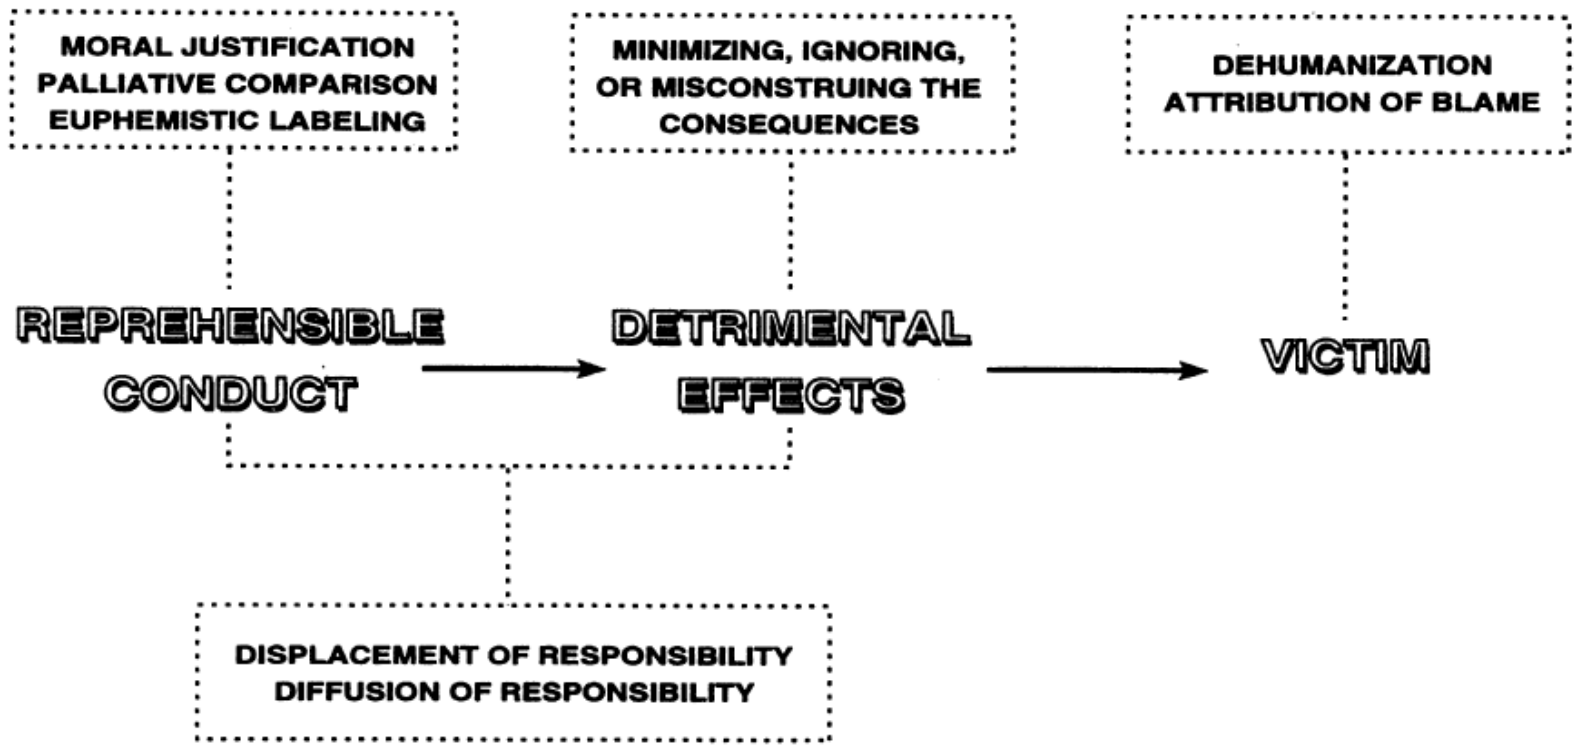 MORAL JUSTIFICATION
PALLIATIVE COMPARISON
EUPHEMISTIC LABELING
MINIMIZING, IGNORING,
OR MISCONSTRUING THE
CONSEQUENCES
DEHUMANIZATION
ATTRIBUTION OF BLAME
REPREHENSIBLE
CONDUCT
DETRIMENTAL
EFFECTS
VICTIM
DISPLACEMENT OF RESPONSIBILITY
DIFFUSION OF RESPONSIBILITY